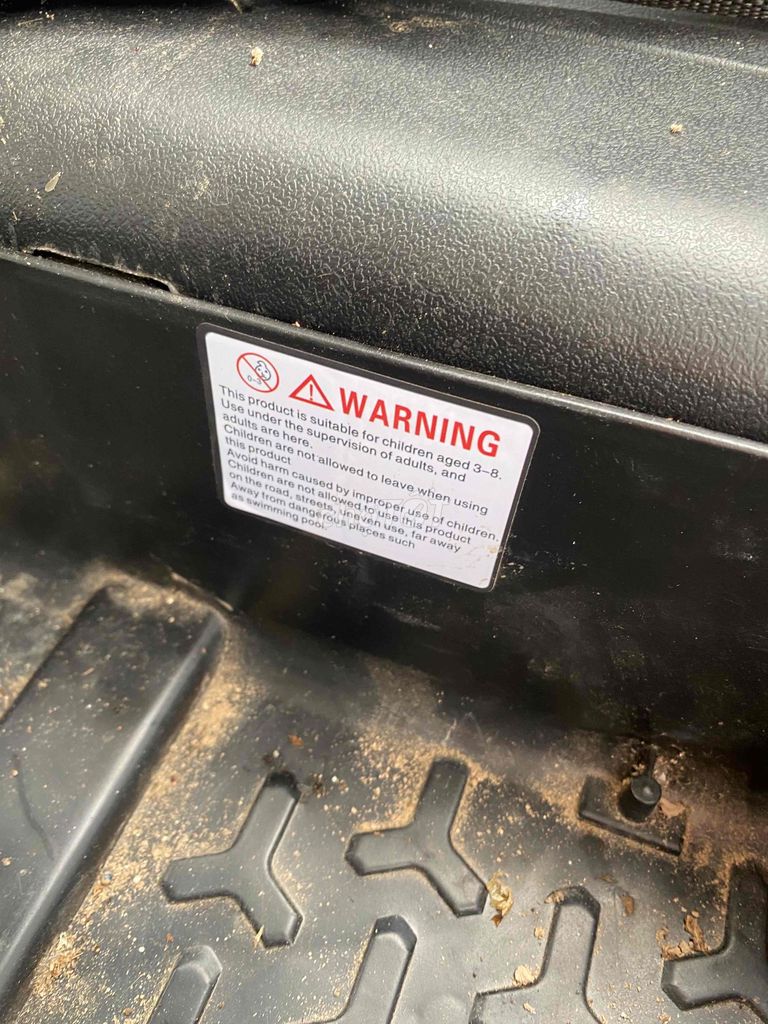 0-3
WARNING
This product is suitable for children aged 3-8.
Use under the supervision of adults, and
adults are here.
Children are not allowed to leave when using
this product
Avoid harm caused by improper use of children.
Children are not allowed to use this product
on the road, streets, uneven use, far away
Away from dangerous places such
as swimming pool.